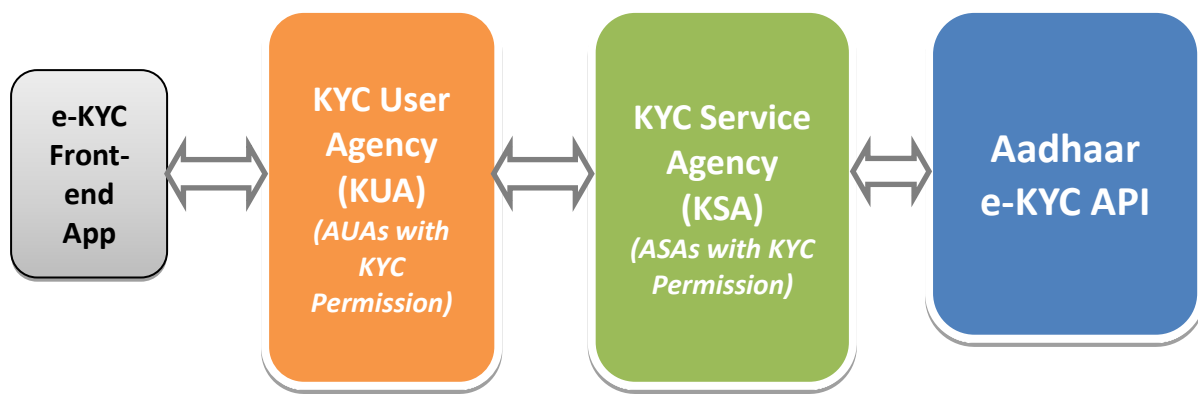 e-KYC
Front-
end
App
KYC User
Agency
(KUA)
(AUAs with
KYC
Permission)
KYC Service
Agency
(KSA)
(ASAs with KYC
Permission)
Aadhaar
e-KYC API